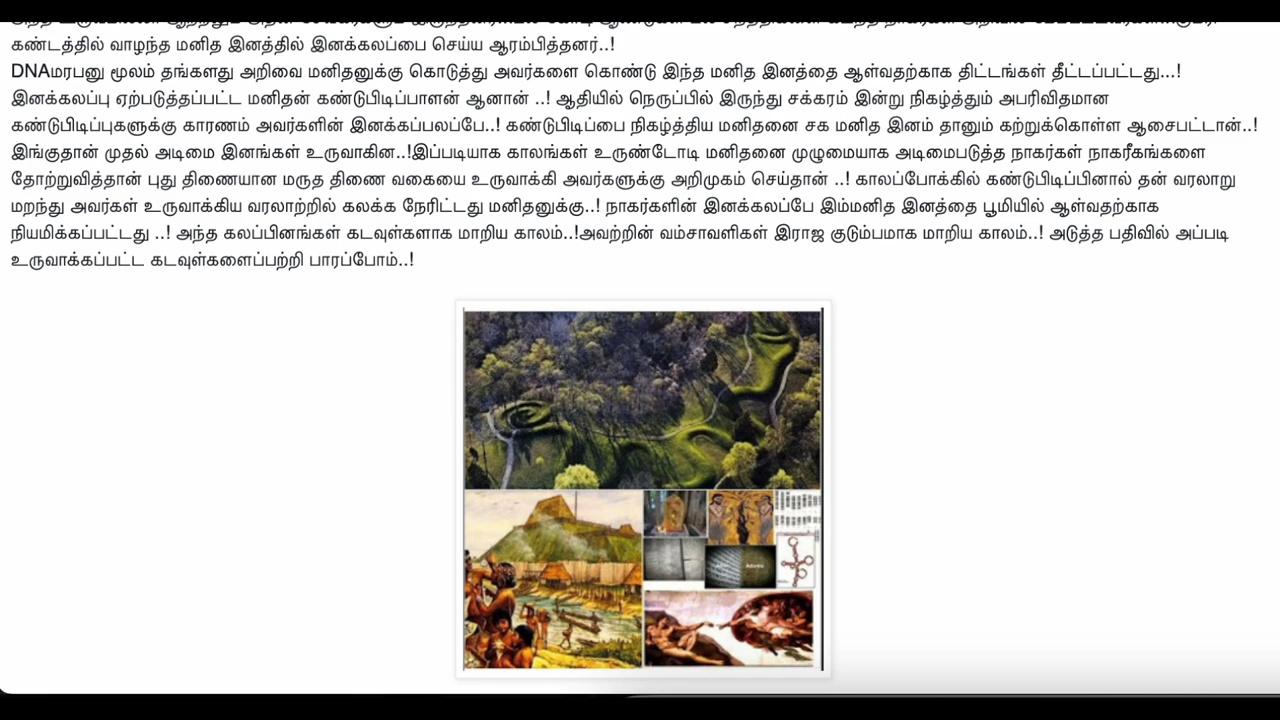 கண்டத்தில் வாழந்த மனித இனத்தில் இனக்கலப்பை செய்ய ஆரம்பித்தனர்..!
DNAமரபனு மூலம் தங்களது அறிவை மனிதனுக்கு கொடுத்து அவர்களை கொண்டு இந்த மனித இனத்தை ஆள்வதற்காக திட்டங்கள் தீட்டப்பட்டது...!
இனக்கலப்பு ஏற்படுத்தப்பட்ட மனிதன் கண்டுபிடிப்பாளன் ஆனான் ..! ஆதியில் நெருப்பில் இருந்து சக்கரம் இன்று நிகழ்த்தும் அபரிவிதமான
கண்டுபிடிப்புகளுக்கு காரணம் அவர்களின் இனக்கப்பலப்பே..! கண்டுபிடிப்பை நிகழ்த்திய மனிதனை சக மனித இனம் தானும் கற்றுக்கொள்ள ஆசைபட்டான்..!
இங்குதான் முதல் அடிமை இனங்கள் உருவாகின..!இப்படியாக காலங்கள் உருண்டோடி மனிதனை முழுமையாக அடிமைபடுத்த நாகர்கள் நாகரீகங்களை
தோற்றுவித்தான் புது திணையான மருத திணை வகையை உருவாக்கி அவர்களுக்கு அறிமுகம் செய்தான் ..! காலப்போக்கில் கண்டுபிடிப்பினால் தன் வரலாறு
மறந்து அவர்கள் உருவாக்கிய வரலாற்றில் கலக்க நேரிட்டது மனிதனுக்கு..! நாகர்களின் இனக்கலப்பே இம்மனித இனத்தை பூமியில் ஆள்வதற்காக
நியமிக்கப்பட்டது ..! அந்த கலப்பினங்கள் கடவுள்களாக மாறிய காலம்..!அவற்றின் வம்சாவளிகள் இராஜ குடும்பமாக மாறிய காலம்..! அடுத்த பதிவில் அப்படி
உருவாக்கப்பட்ட கடவுள்களைப்பற்றி பாரப்போம்..!